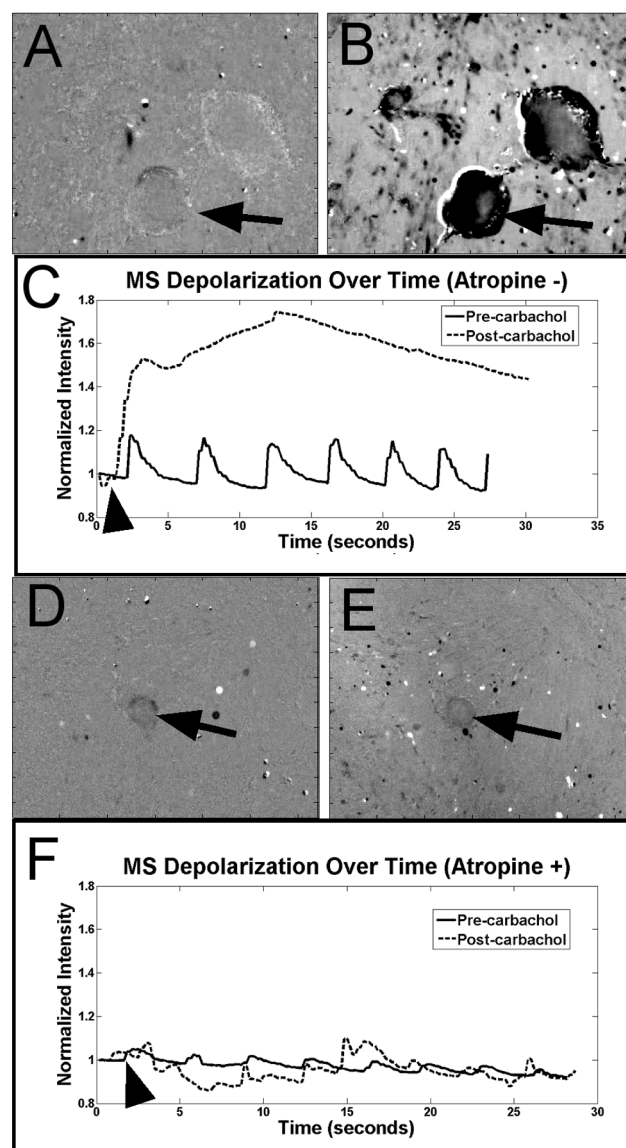 A
B
C
MS Depolarization Over Time (Atropine -)
Pre-carbachol
Post-carbachol
Normalized Intensity
1.8
1.6
1.4
1.2
1
0.8
0 5 10 15 20 25 30 35
Time (seconds)
D
E
F
MS Depolarization Over Time (Atropine +)
Pre-carbachol
Post-carbachol
Normalized Intensity
1.8
1.6
1.4
1.2
1
0.8
0 5 10 15 20 25 30
Time (seconds)